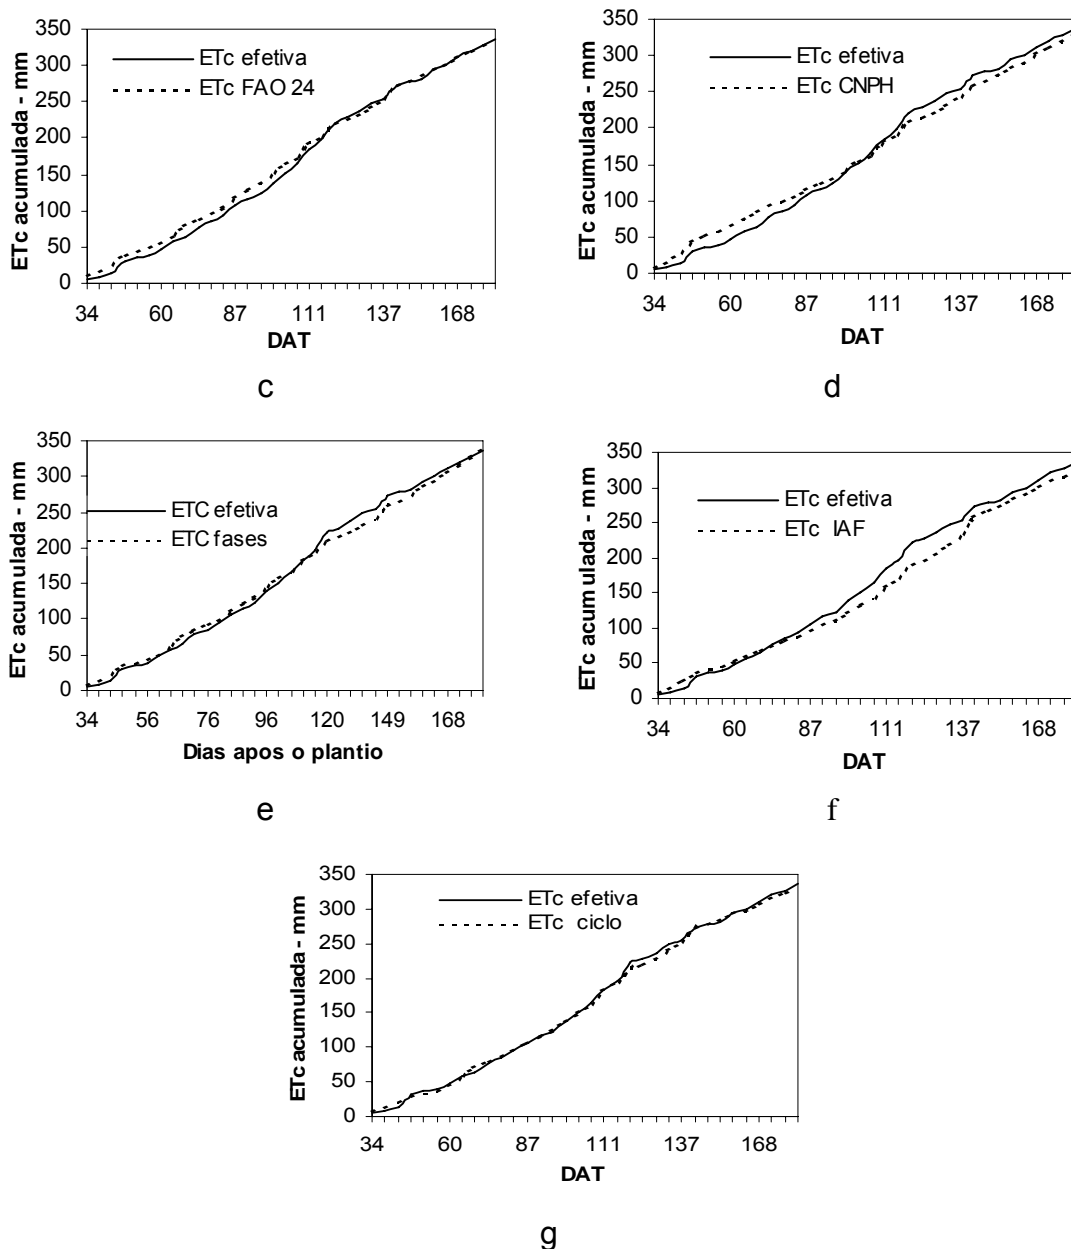 350
300
250
200
150
100
50
0
ETc acumulada - mm
ETc efetiva
ETc FAO 24
34 60 87 111 137 168
DAT
c
350
300
250
200
150
100
50
0
ETc acumulada - mm
ETc efetiva
ETc CNPH
34 60 87 111 137 168
DAT
d
350
300
250
200
150
100
50
0
ETc acumulada - mm
ETC efetiva
ETC fases
34 56 76 96 120 149 168
Dias apos o plantio
e
350
300
250
200
150
100
50
0
ETc acumulada - mm
ETc efetiva
ETc IAF
34 60 87 111 137 168
DAT
f
350
300
250
200
150
100
50
0
ETc acumulada - mm
ETc efetiva
ETc ciclo
34 60 87 111 137 168
DAT
g